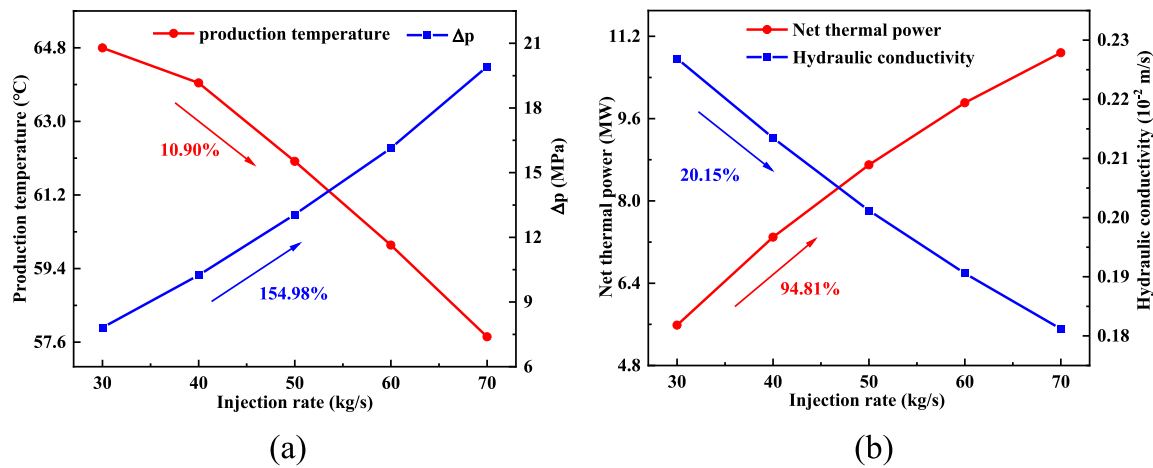 production temperature
Δp
Production temperature (℃)
64.8
63.0
61.2
59.4
57.6
Δp (MPa)
21
18
15
12
9
6
10.90%
154.98%
30 40 50 60 70
Injection rate (kg/s)
(a)
Net thermal power
Hydraulic conductivity
Net thermal power (MW)
11.2
9.6
8.0
6.4
4.8
Hydraulic conductivity (10⁻² m/s)
0.23
0.22
0.21
0.20
0.19
0.18
20.15%
94.81%
30 40 50 60 70
Injection rate (kg/s)
(b)